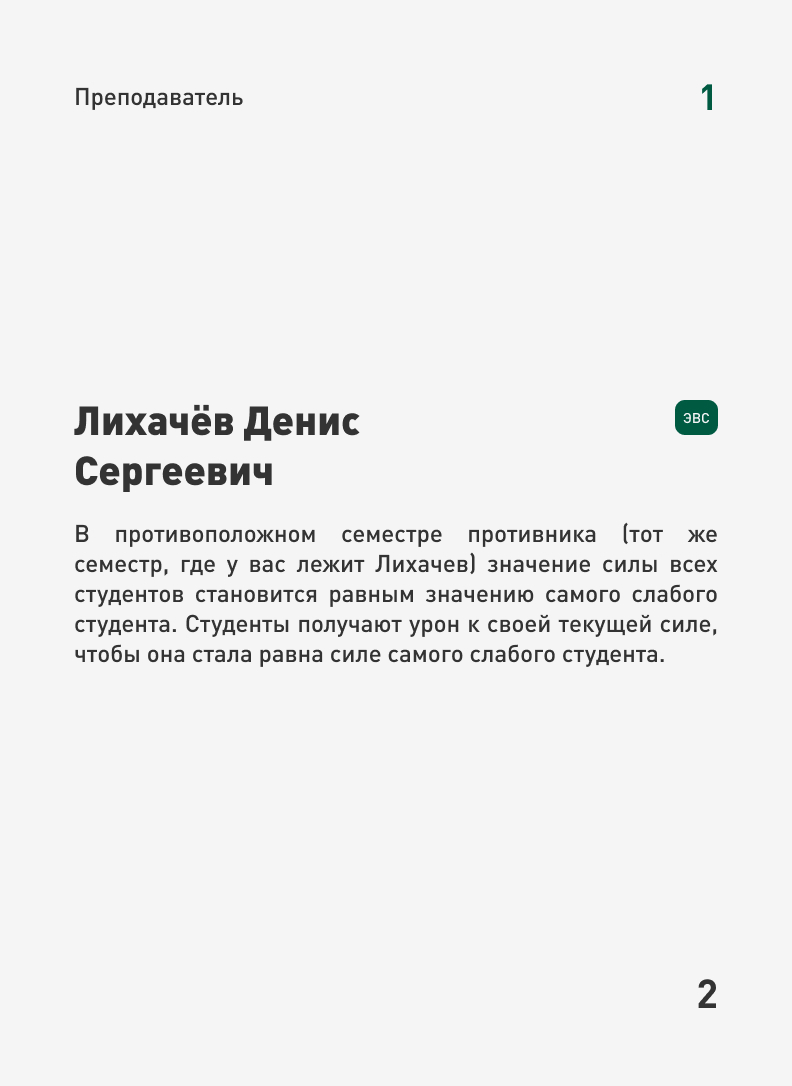 Преподаватель 1
Лихачёв Денис
Сергеевич
ЭВС
В противоположном семестре противника (тот же
семестр, где у вас лежит Лихачев) значение силы всех
студентов становится равным значению самого слабого
студента. Студенты получают урон к своей текущей силе,
чтобы она стала равна силе самого слабого студента.
2